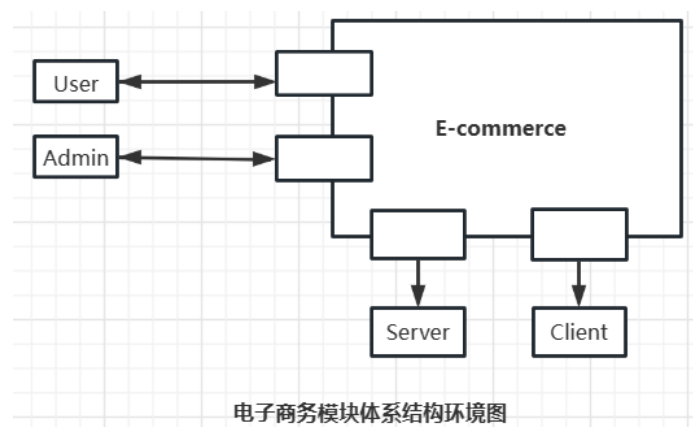 User
E-commerce
Admin
Server
Client
电子商务模块体系结构环境图